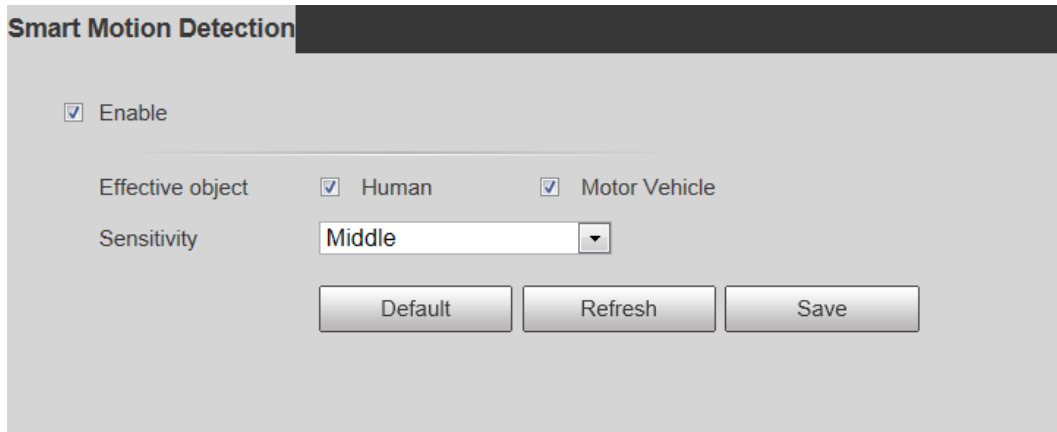 Smart Motion Detection
Enable
Effective object Human Motor Vehicle
Sensitivity Middle
Default Refresh Save